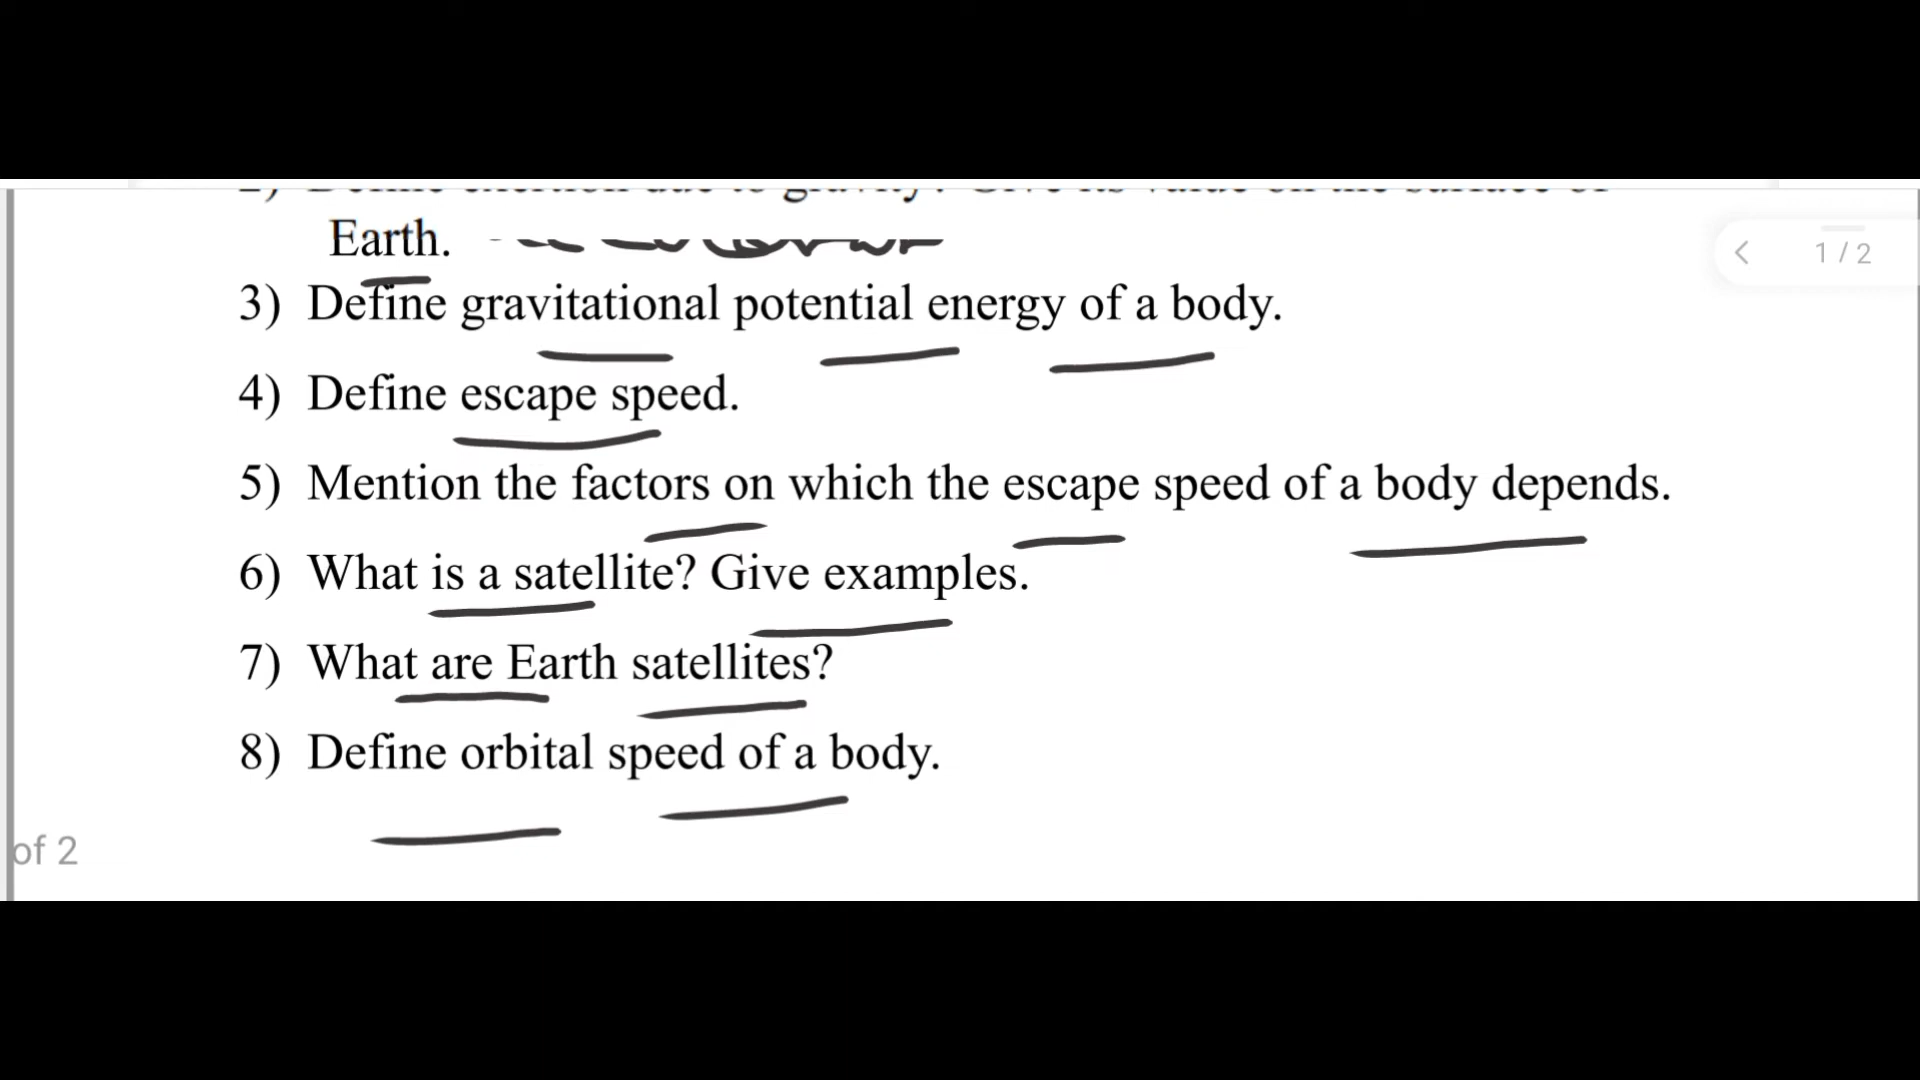 Earth.
3) Define gravitational potential energy of a body.
4) Define escape speed.
5) Mention the factors on which the escape speed of a body depends.
6) What is a satellite? Give examples.
7) What are Earth satellites?
8) Define orbital speed of a body.
1 / 2
of 2